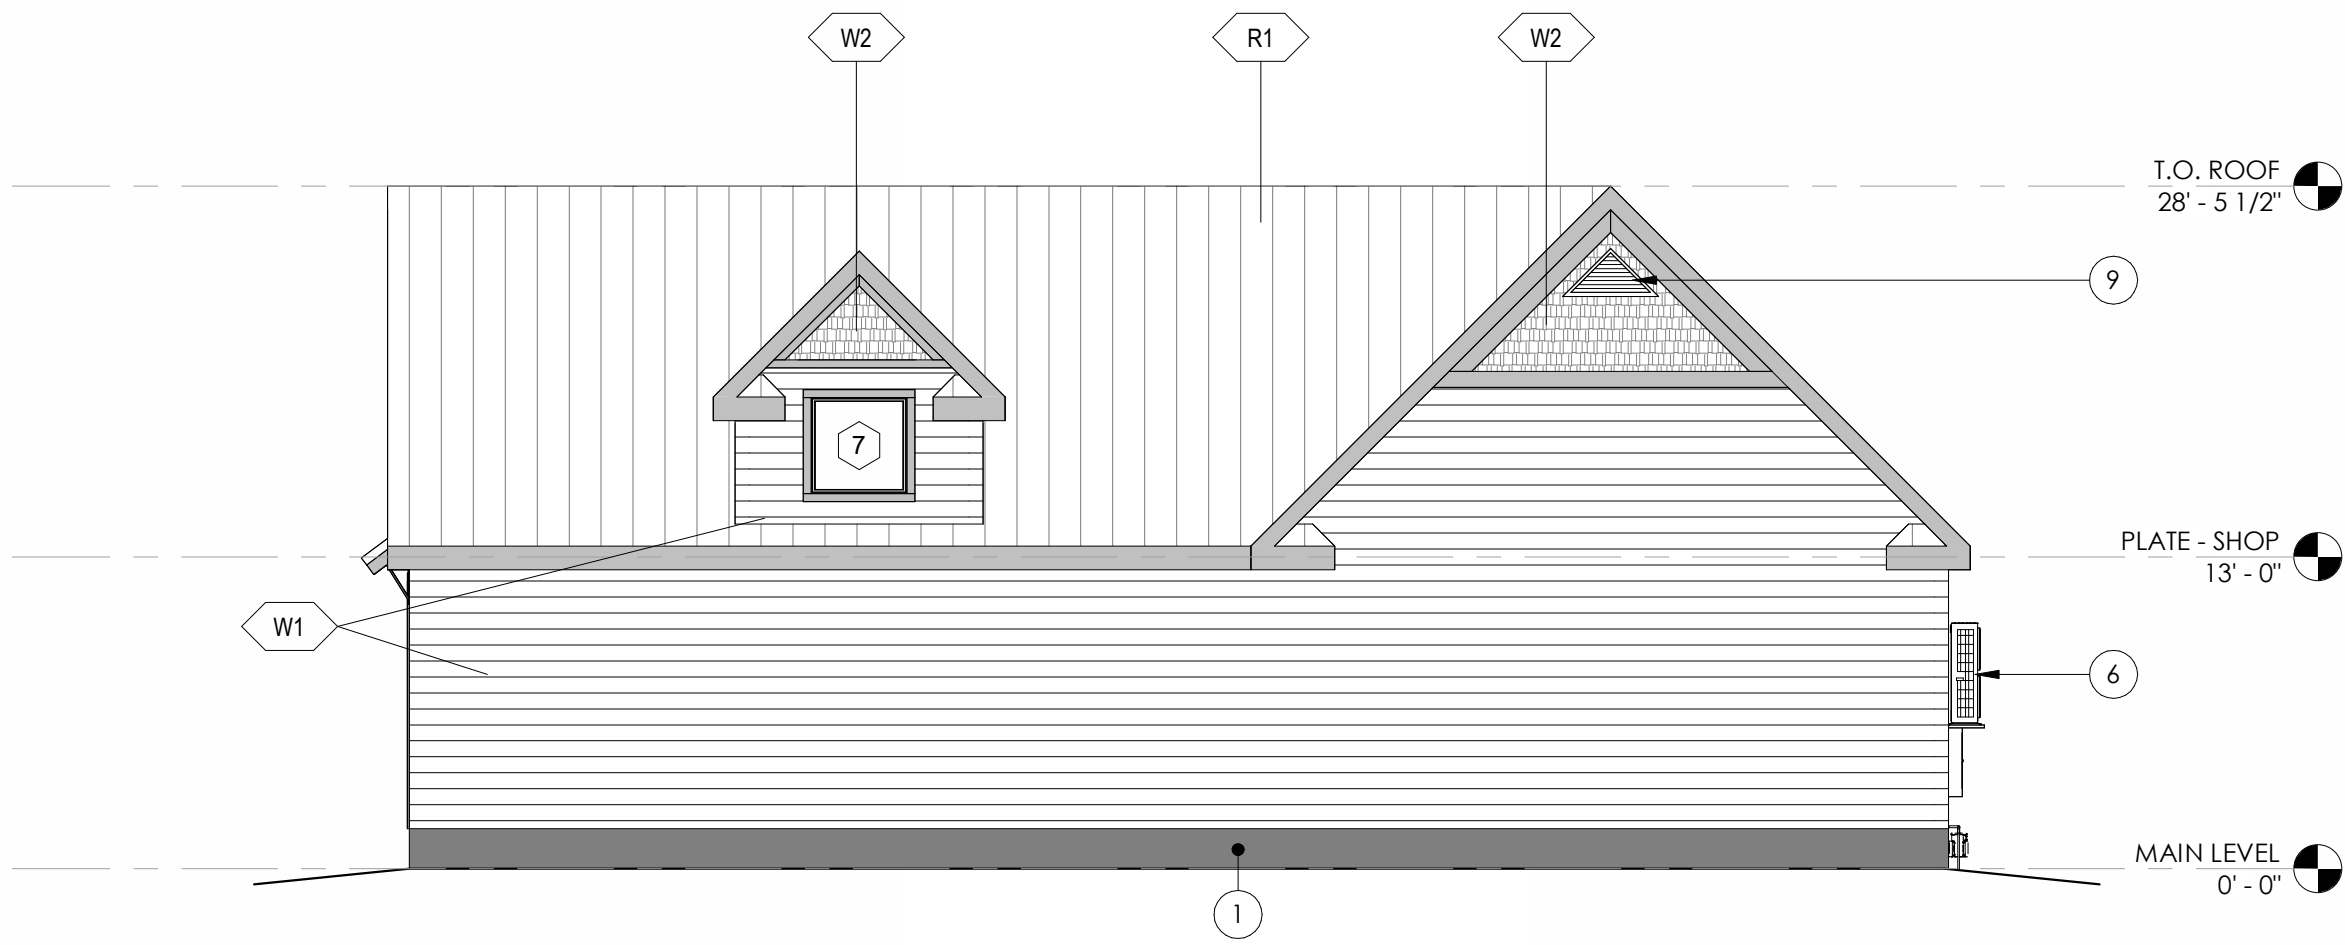 W2
R1
W2
T.O. ROOF
28' - 5 1/2"
9
7
PLATE - SHOP
13' - 0"
W1
6
MAIN LEVEL
0' - 0"
1